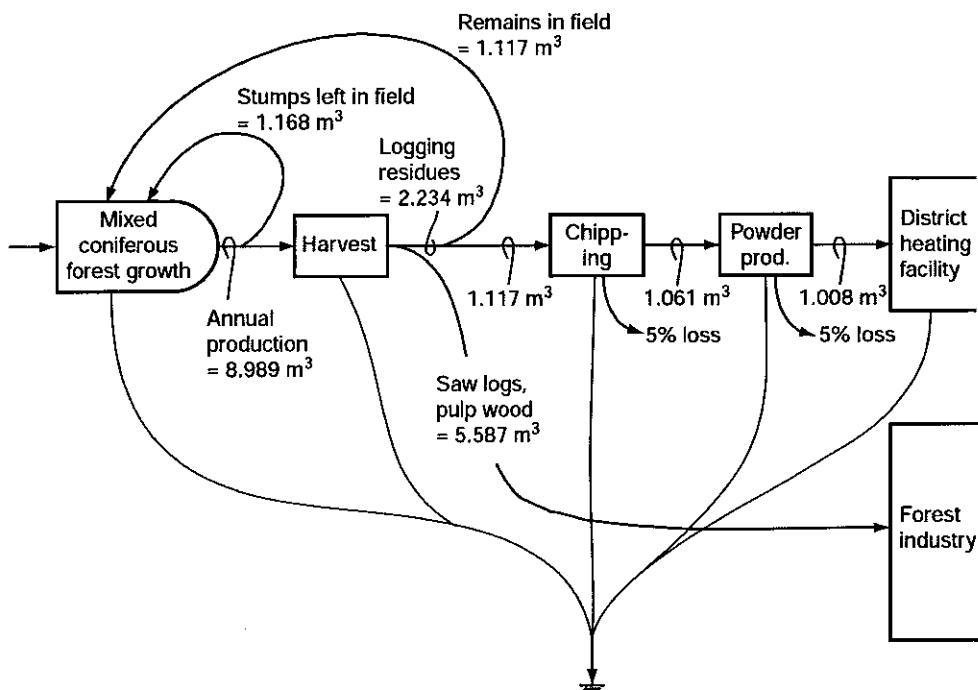 Remains in field
= 1.117 m³
Stumps left in field
= 1.168 m³
Logging
residues
= 2.234 m³
Mixed
coniferous
forest growth
Harvest
Chipp-
ing
Powder
prod.
District
heating
facility
1.117 m³
1.061 m³
1.008 m³
Annual
production
= 8.989 m³
5% loss
5% loss
Saw logs,
pulp wood
= 5.587 m³
Forest
industry